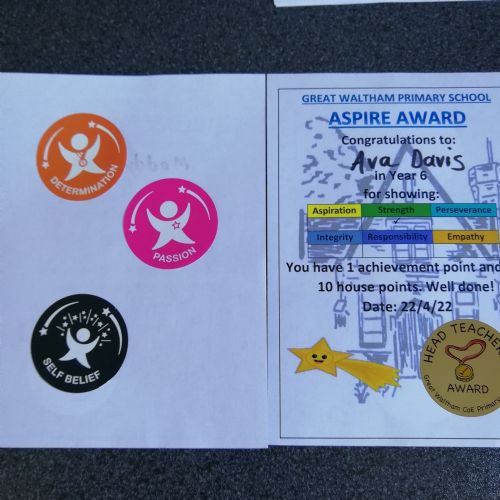 DETERMINATION
PASSION
SELF BELIEF
GREAT WALTHAM PRIMARY SCHOOL
ASPIRE AWARD
Congratulations to:
Ava Davis
in Year 6
for showing:
Aspiration Strength Perseverance
✓
Integrity Responsibility Empathy
You have 1 achievement point and
10 house points. Well done!
Date: 22/4/22
HEAD TEACHER
AWARD
Great Waltham CoE Primary